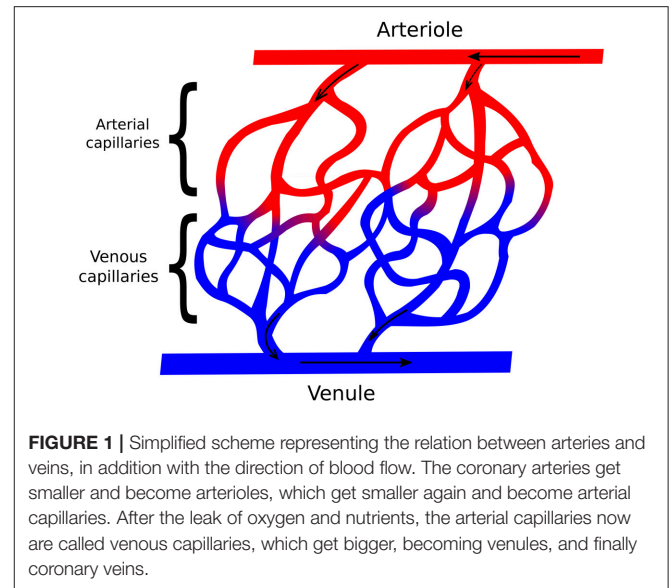 Arteriole
Arterial
capillaries
Venous
capillaries
Venule
FIGURE 1 | Simplified scheme representing the relation between arteries and
veins, in addition with the direction of blood flow. The coronary arteries get
smaller and become arterioles, which get smaller again and become arterial
capillaries. After the leak of oxygen and nutrients, the arterial capillaries now
are called venous capillaries, which get bigger, becoming venules, and finally
coronary veins.